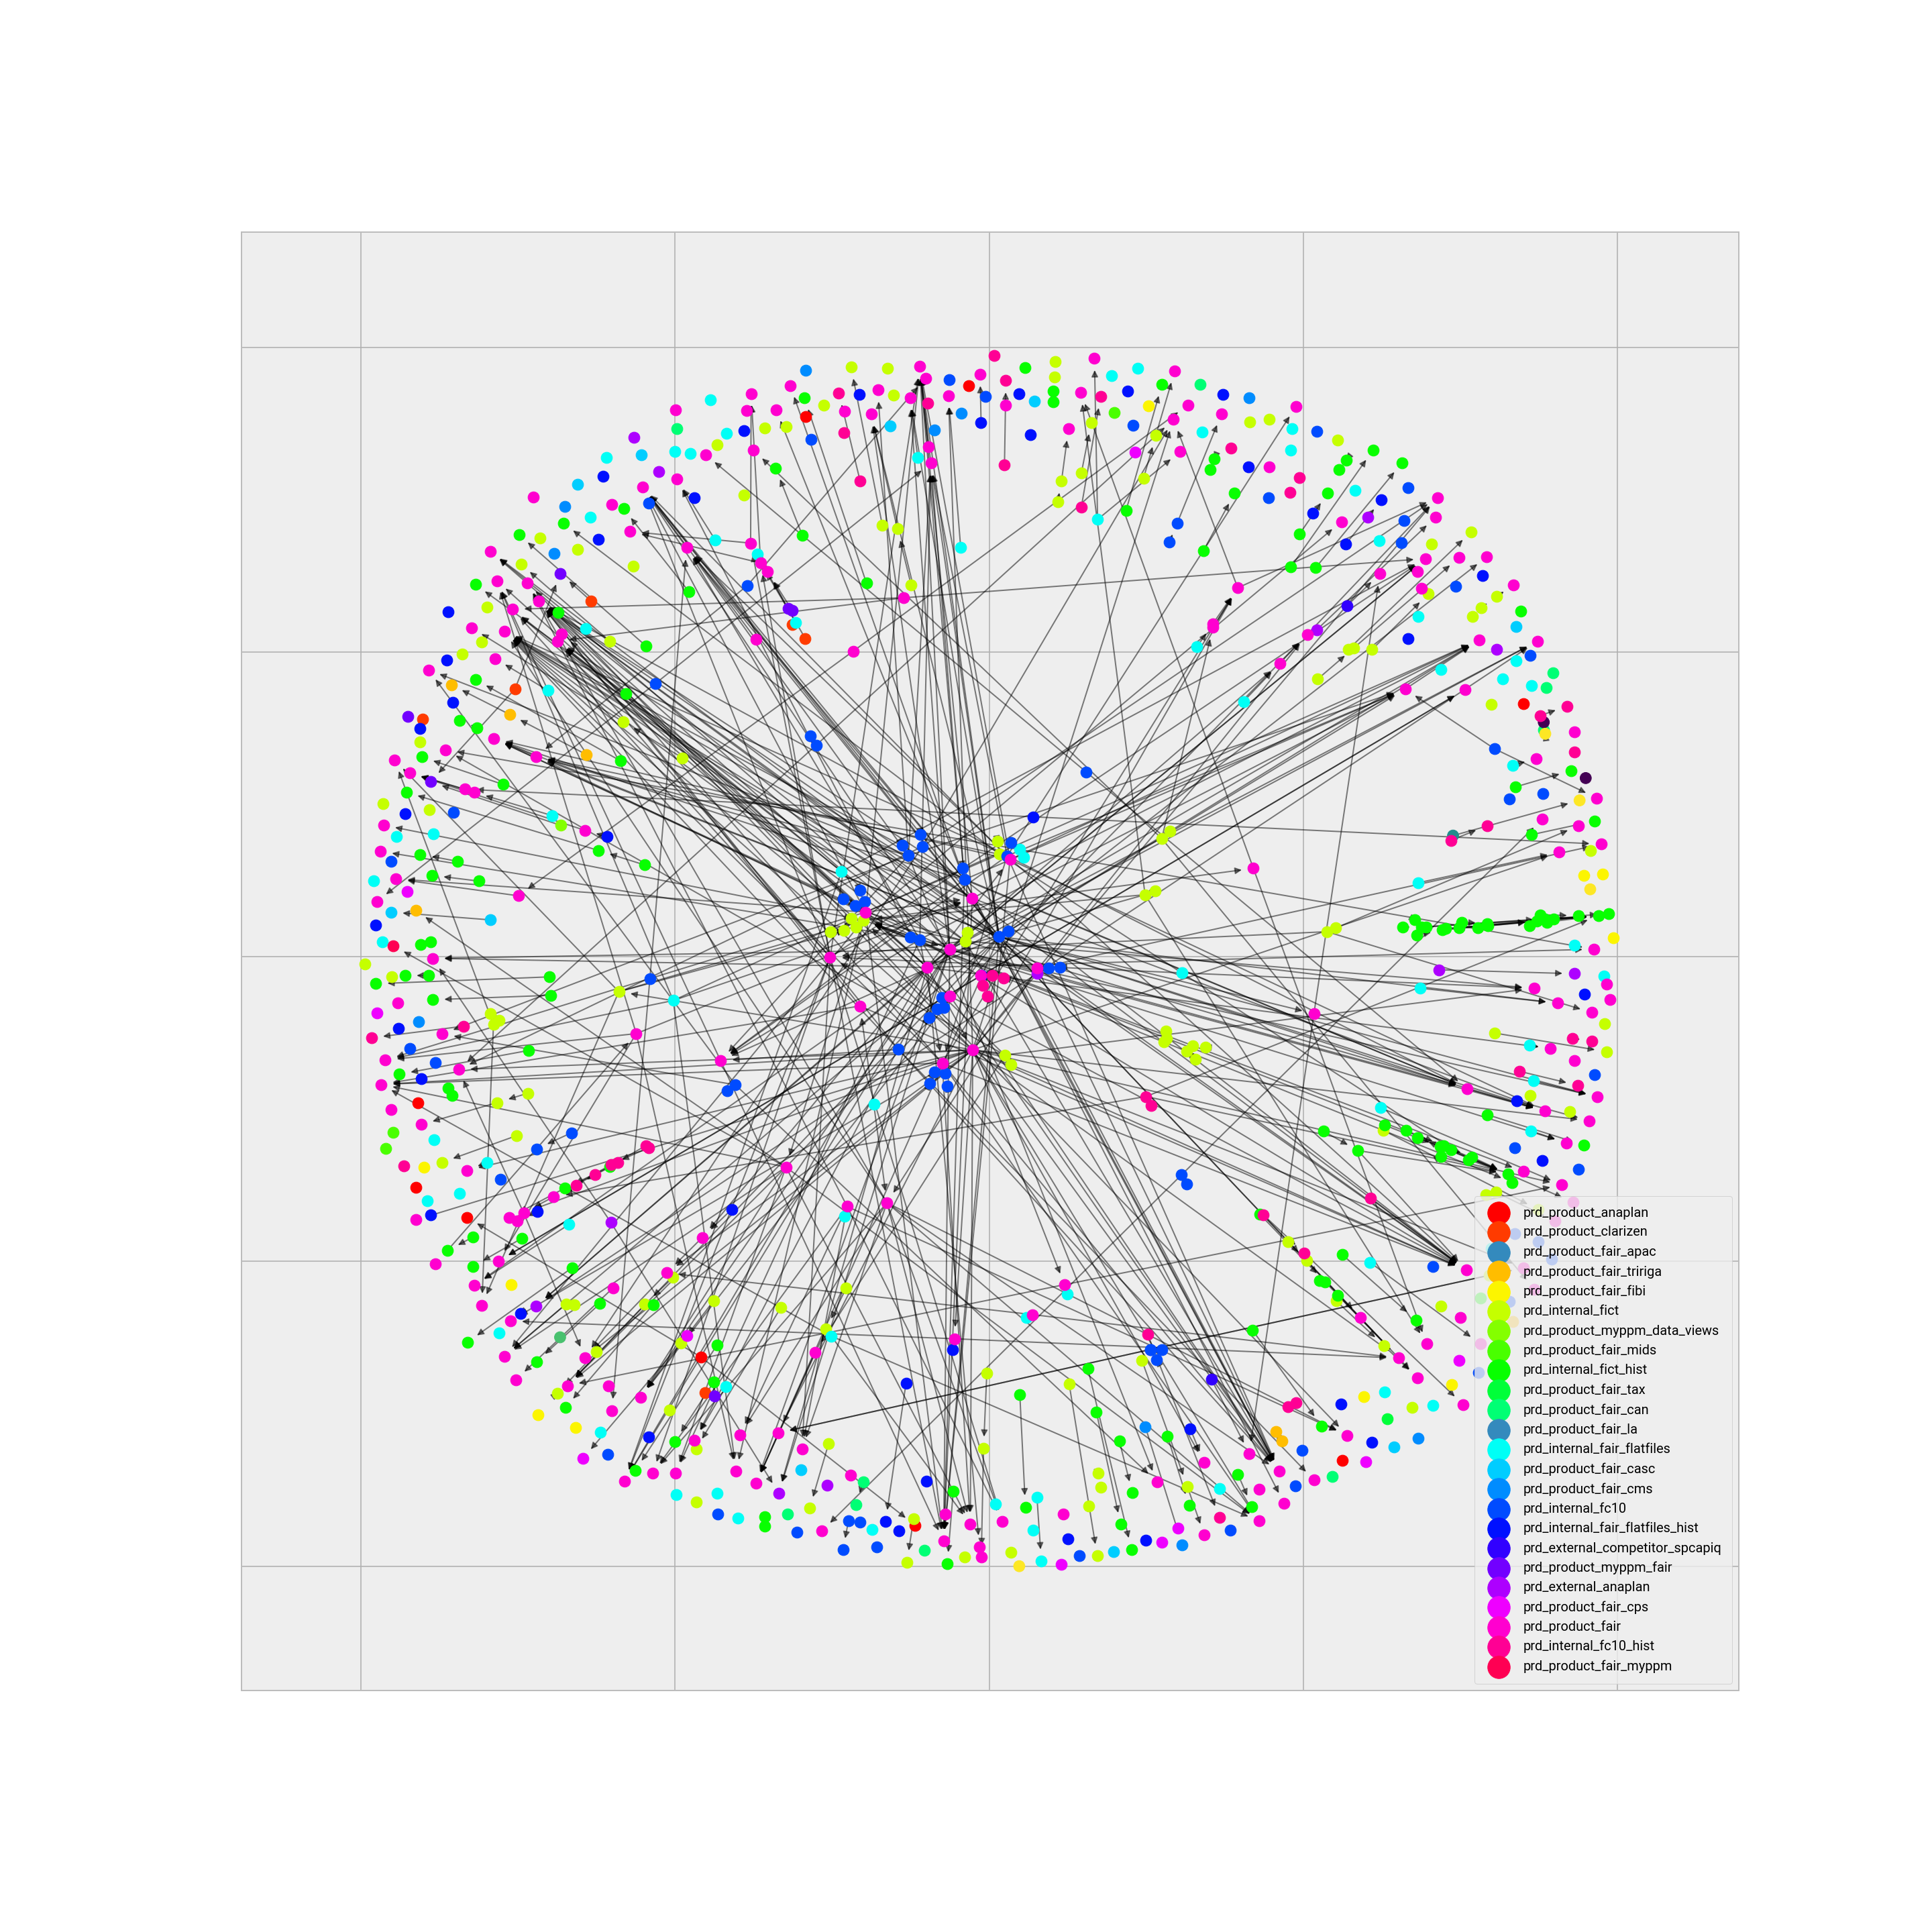 prd_product_anaplan
prd_product_clarizen
prd_product_fair_apac
prd_product_fair_tririga
prd_product_fair_fibi
prd_internal_fict
prd_product_myppm_data_views
prd_product_fair_mids
prd_internal_fict_hist
prd_product_fair_tax
prd_product_fair_can
prd_product_fair_la
prd_internal_fair_flatfiles
prd_product_fair_casc
prd_product_fair_cms
prd_internal_fc10
prd_internal_fair_flatfiles_hist
prd_external_competitor_spcapiq
prd_product_myppm_fair
prd_external_anaplan
prd_product_fair_cps
prd_product_fair
prd_internal_fc10_hist
prd_product_fair_myppm